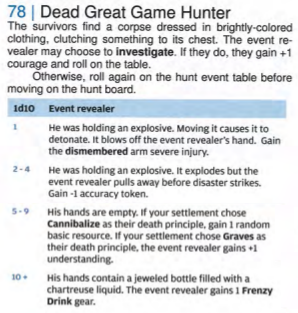 78 | Dead Great Game Hunter
The survivors find a corpse dressed in brightly-colored
clothing, clutching something to its chest. The event re-
vealer may choose to investigate. If they do, they gain +1
courage and roll on the table.
Otherwise, roll again on the hunt event table before
moving on the hunt board.
1d10 Event revealer
1 He was holding an explosive. Moving it causes it to
detonate. It blows off the event revealer's hand. Gain
the dismembered arm severe injury.
2-4 He was holding an explosive. It explodes but the
event revealer pulls away before disaster strikes.
Gain -1 accuracy token.
5-9 His hands are empty. If your settlement chose
Cannibalize as their death principle, gain 1 random
basic resource. If your settlement chose Graves as
their death principle, the event revealer gains +1
understanding.
10+ His hands contain a jeweled bottle filled with a
chartreuse liquid. The event revealer gains 1 Frenzy
Drink gear.